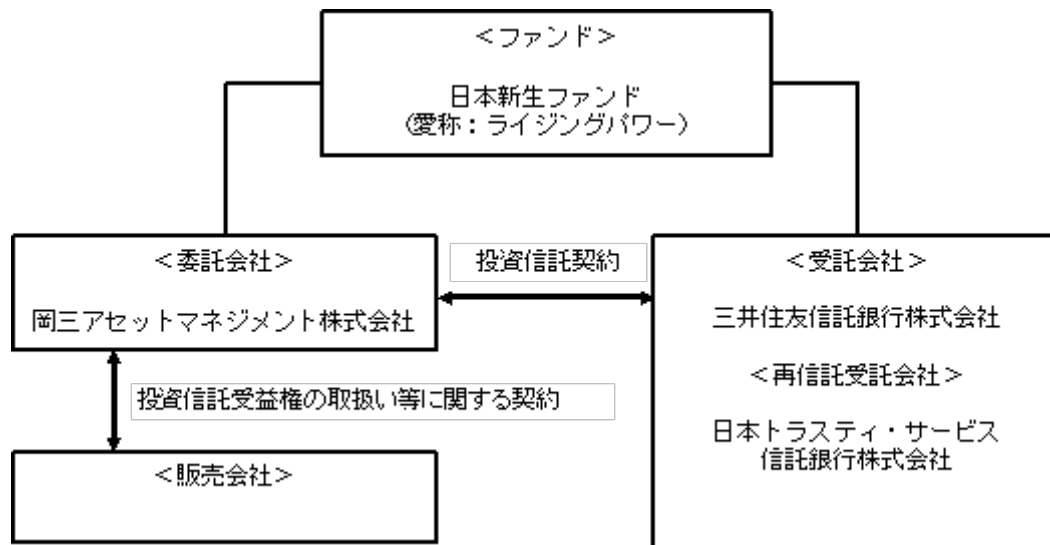 ＜ファンド＞
日本新生ファンド
（愛称：ライジングパワー）
＜委託会社＞
岡三アセットマネジメント株式会社
投資信託契約
＜受託会社＞
三井住友信託銀行株式会社
＜再信託受託会社＞
日本トラスティ・サービス
信託銀行株式会社
投資信託受益権の取扱い等に関する契約
＜販売会社＞